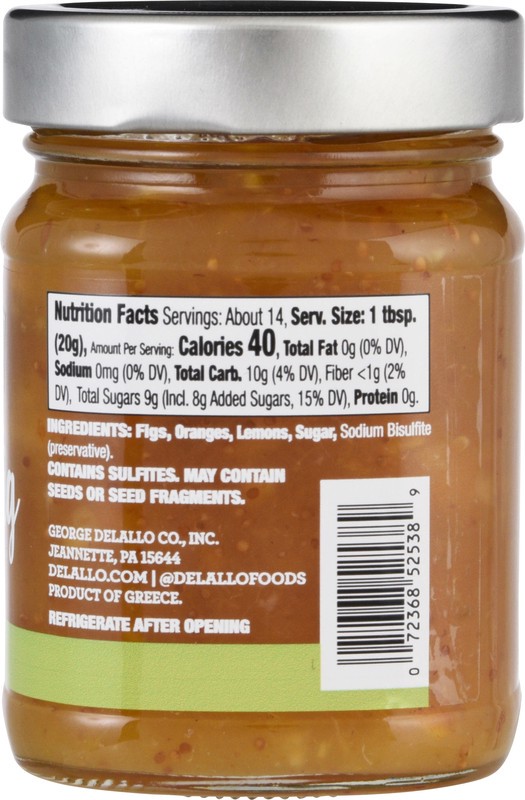 Nutrition Facts Servings: About 14, Serv. Size: 1 tbsp.
(20g), Amount Per Serving: Calories 40, Total Fat 0g (0% DV),
Sodium 0mg (0% DV), Total Carb. 10g (4% DV), Fiber <1g (2%
DV), Total Sugars 9g (Incl. 8g Added Sugars, 15% DV), Protein 0g.
INGREDIENTS: Figs, Oranges, Lemons, Sugar, Sodium Bisulfite
(preservative).
CONTAINS SULFITES. MAY CONTAIN
SEEDS OR SEED FRAGMENTS.
GEORGE DELALLO CO., INC.
JEANNETTE, PA 15644
DELALLO.COM | @DELALLOFOODS
PRODUCT OF GREECE.
REFRIGERATE AFTER OPENING
0 72368 52538 9
g